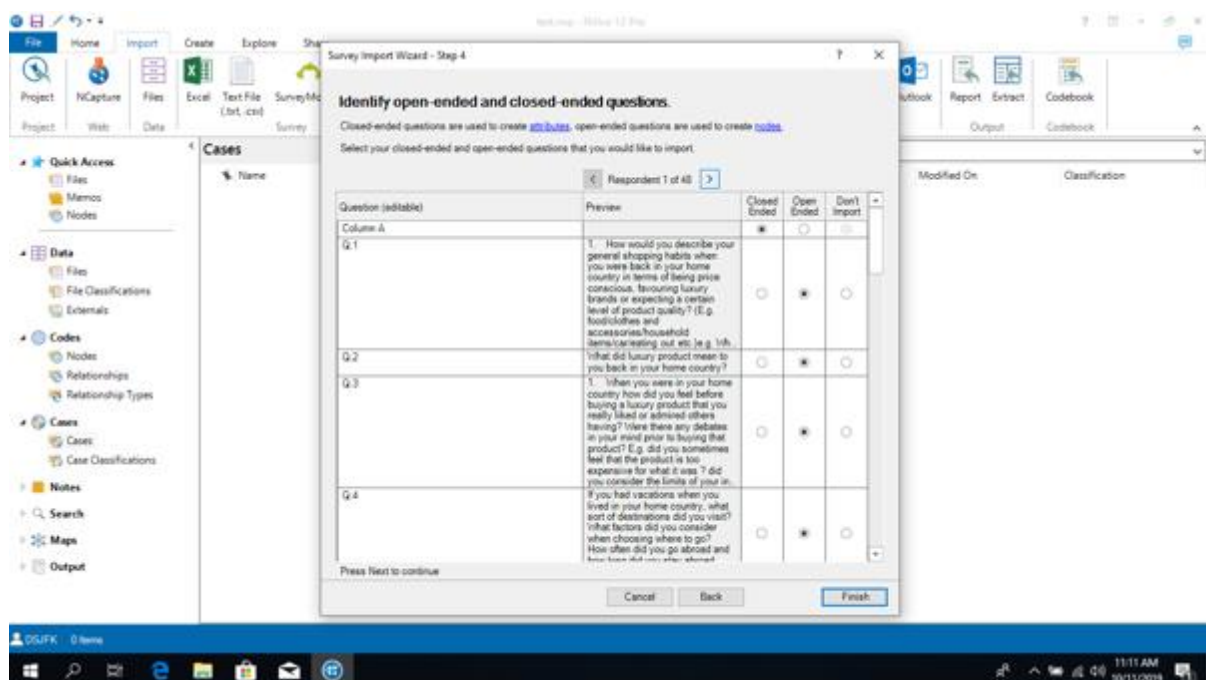 File Home Import Create Explore
Project NCapture Files Excel Text File (.txt, .csv)
Report Extract Codebook
Project Web Data Survey Output Codebook
Quick Access
Files
Memos
Nodes
Data
Files
File Classifications
Externals
Codes
Nodes
Relationships
Relationship Types
Cases
Cases
Case Classifications
Notes
Search
Maps
Output
Cases
Name
Modified On
Classification
Survey Import Wizard - Step 4
Identify open-ended and closed-ended questions.
Closed-ended questions are used to create attributes, open-ended questions are used to create nodes.
Select your closed-ended and open-ended questions that you would like to import.
Respondent 1 of 48
Question (editable) Preview Closed Ended Open Ended Don't Import
Column A
Q.1
1. How would you describe your
general shopping habits when
you were back in your home
country in terms of being price
conscious, favouring luxury
brands or expecting a certain
level of product quality? (E.g.
food/clothes and
accessories/household
items/car/eating out etc.)e.g.
Q.2
What did luxury product mean to
you back in your home country?
Q.3
1. When you were in your home
country how did you feel before
buying a luxury product that you
really liked or admired others
having? Were there any debates
in your mind prior to buying that
product? E.g. did you sometimes
feel that the product is too
expensive for what it was ? did
you consider the limits of your in...
Q.4
If you had vacations when you
lived in your home country, what
sort of destinations did you visit?
What factors did you consider
when choosing where to go?
How often did you go abroad and
Press Next to continue
Cancel Back Finish
DSJFK 0 Items
11:11 AM